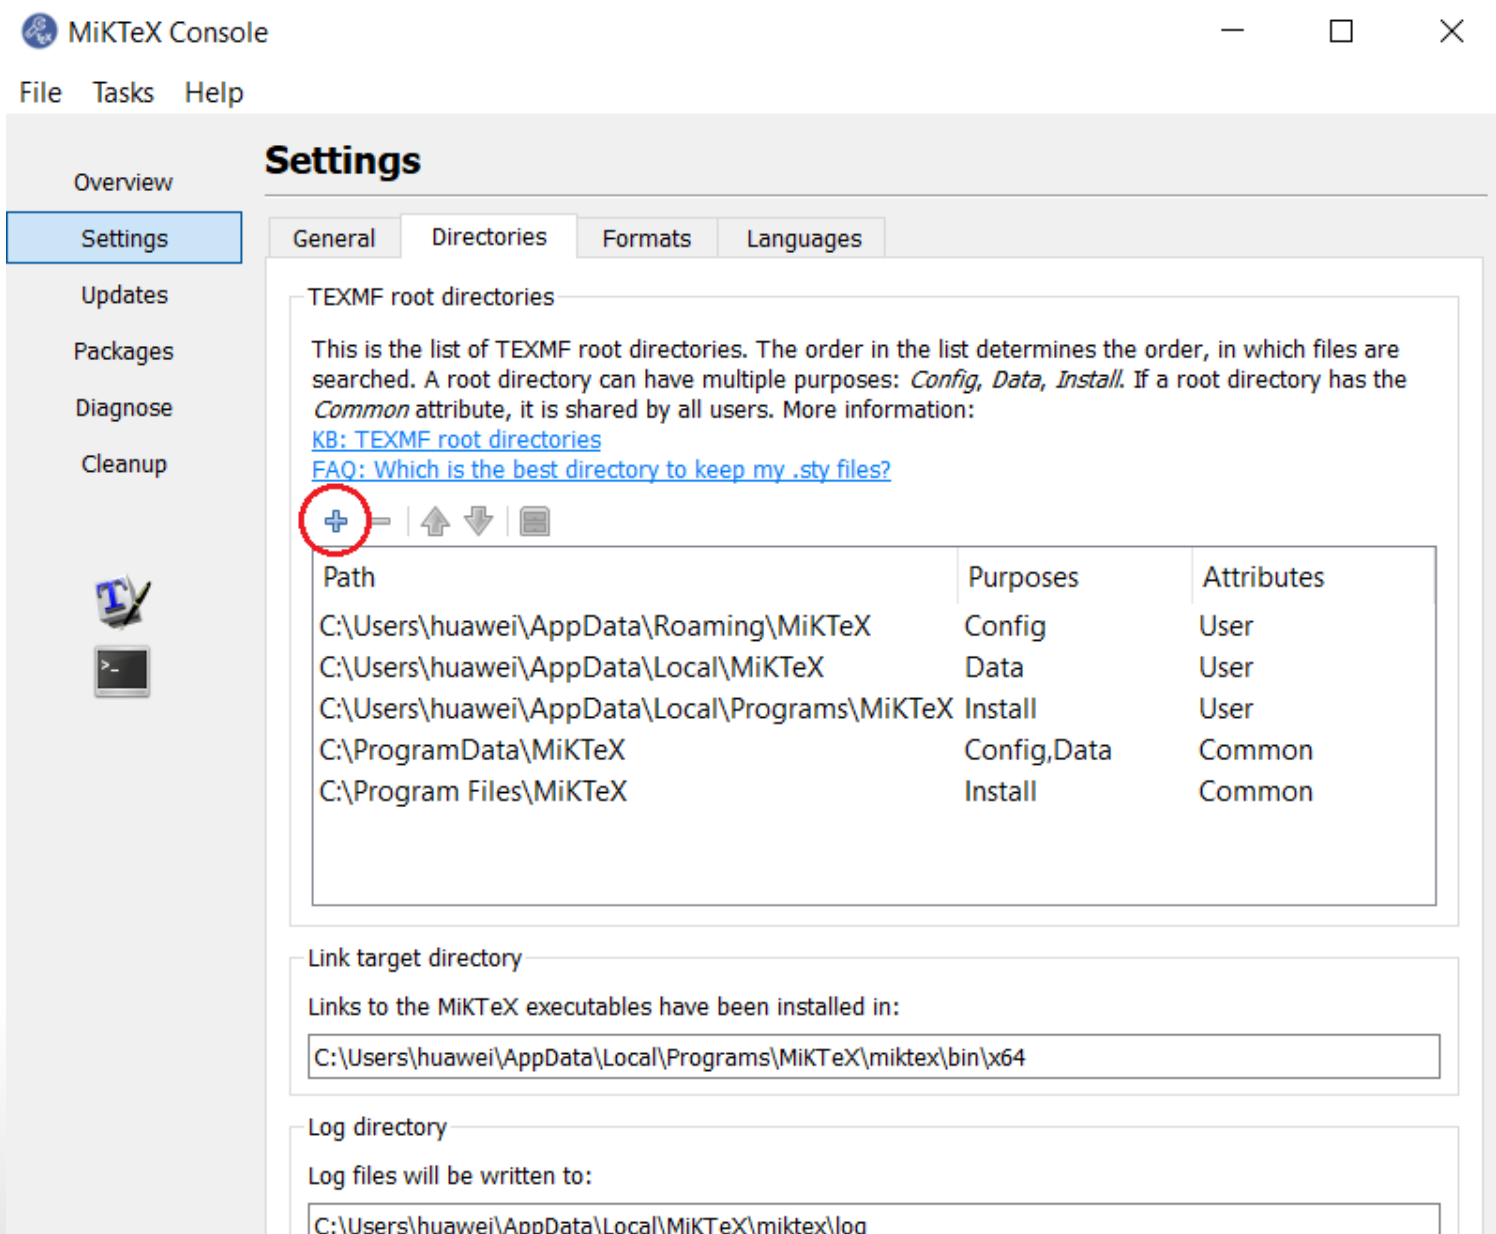 MiKTeX Console
File Tasks Help
Overview
Settings
Updates
Packages
Diagnose
Cleanup
Settings
General Directories Formats Languages
TEXMF root directories
This is the list of TEXMF root directories. The order in the list determines the order, in which files are
searched. A root directory can have multiple purposes: Config, Data, Install. If a root directory has the
Common attribute, it is shared by all users. More information:
KB: TEXMF root directories
FAQ: Which is the best directory to keep my .sty files?
Path Purposes Attributes
C:\Users\huawei\AppData\Roaming\MiKTeX Config User
C:\Users\huawei\AppData\Local\MiKTeX Data User
C:\Users\huawei\AppData\Local\Programs\MiKTeX Install User
C:\ProgramData\MiKTeX Config,Data Common
C:\Program Files\MiKTeX Install Common
Link target directory
Links to the MiKTeX executables have been installed in:
C:\Users\huawei\AppData\Local\Programs\MiKTeX\miktex\bin\x64
Log directory
Log files will be written to:
C:\Users\huawei\AppData\Local\MiKTeX\miktex\log